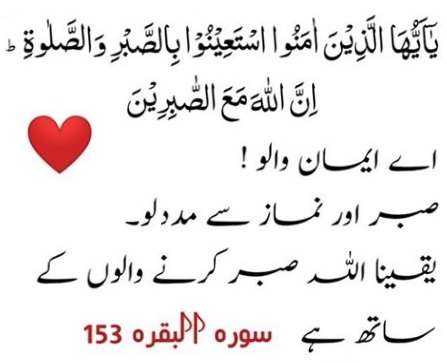 يٰٓاَيُّهَا الَّذِيْنَ اٰمَنُوا اسْتَعِيْنُوْا بِالصَّبْرِ وَالصَّلٰوةِ ؕ
اِنَّ اللّٰهَ مَعَ الصّٰبِرِيْنَ
اے ایمان والو !
صبر اور نماز سے مدد لو۔
یقینا اللہ صبر کرنے والوں کے
ساتھ ہے سورہ البقرہ 153